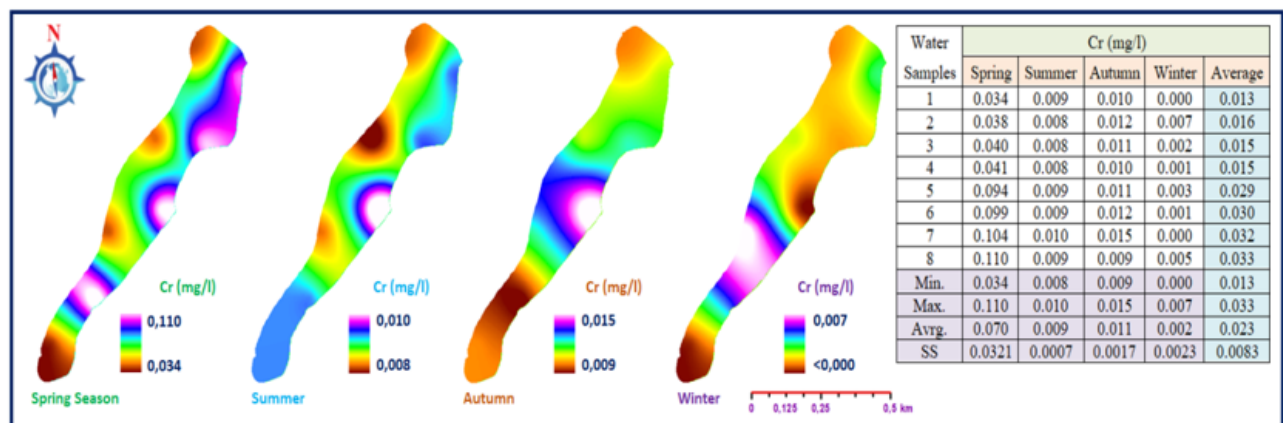 N
Cr (mg/l)
0,110
0,034
Spring Season
Cr (mg/l)
0,010
0,008
Summer
Cr (mg/l)
0,015
0,009
Autumn
Cr (mg/l)
0,007
<0,000
Winter
0 0,125 0,25 0,5 km
Water Samples Cr (mg/l)
Spring Summer Autumn Winter Average
1 0.034 0.009 0.010 0.000 0.013
2 0.038 0.008 0.012 0.007 0.016
3 0.040 0.008 0.011 0.002 0.015
4 0.041 0.008 0.010 0.001 0.015
5 0.094 0.009 0.011 0.003 0.029
6 0.099 0.009 0.012 0.001 0.030
7 0.104 0.010 0.015 0.000 0.032
8 0.110 0.009 0.009 0.005 0.033
Min. 0.034 0.008 0.009 0.000 0.013
Max. 0.110 0.010 0.015 0.007 0.033
Avrg. 0.070 0.009 0.011 0.002 0.023
SS 0.0321 0.0007 0.0017 0.0023 0.0083